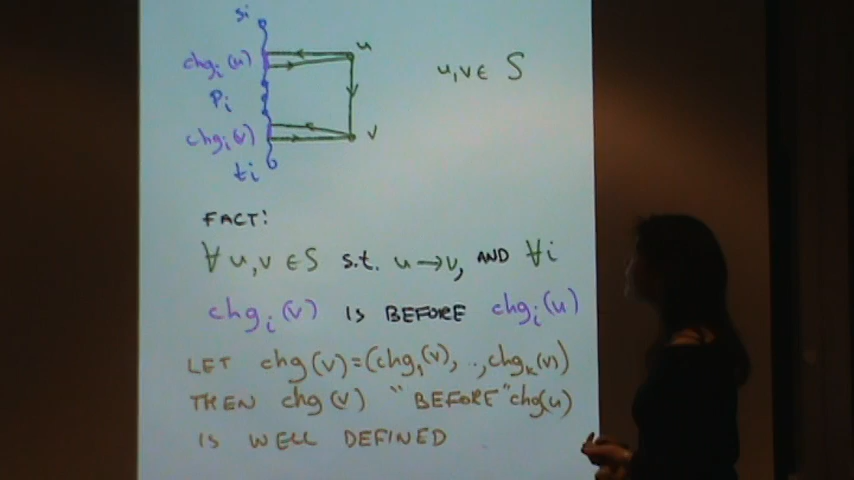 si
chgᵢ(u)
u
u,v ∈ S
pᵢ
chgᵢ(v)
v
tᵢ
FACT:
∀ u,v ∈ S s.t. u→v, AND ∀i
chgᵢ(v) IS BEFORE chgᵢ(u)
LET chg(v)=(chg₁(v), .., chgₖ(v))
THEN chg(v) "BEFORE" chg(u)
IS WELL DEFINED